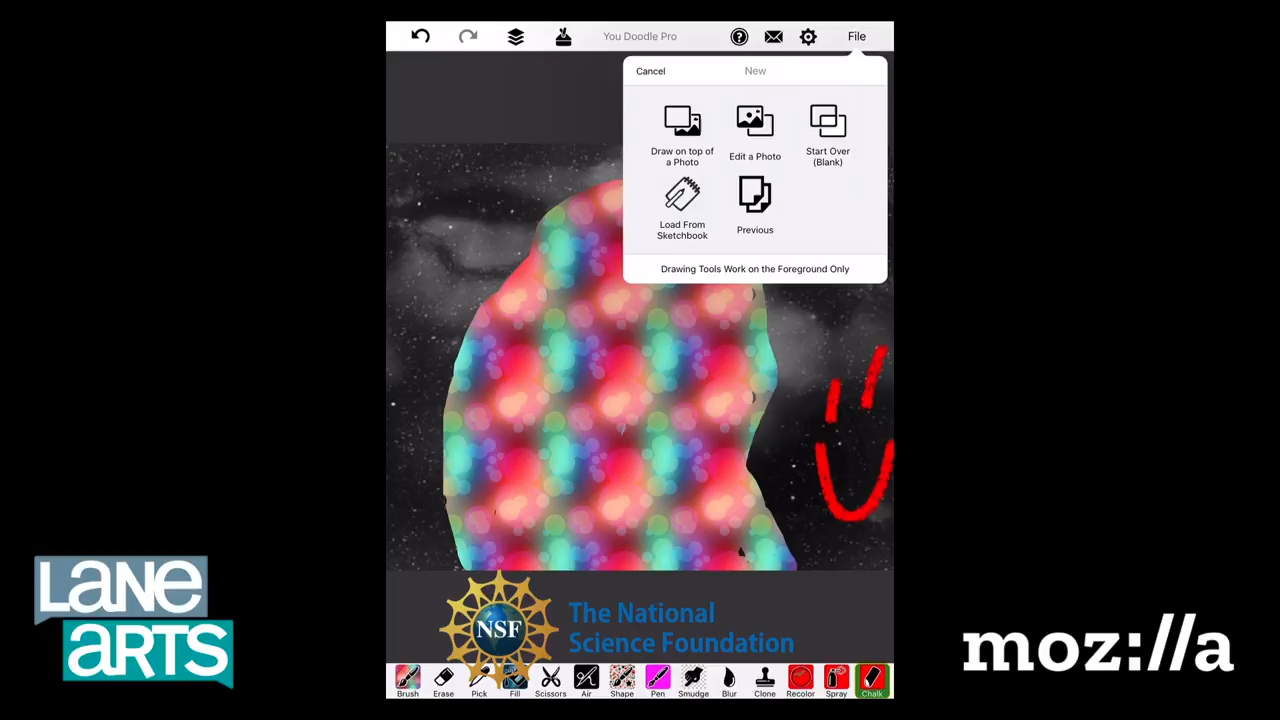 You Doodle Pro
File
Cancel
New
Draw on top of
a Photo
Edit a Photo
Start Over
(Blank)
Load From
Sketchbook
Previous
Drawing Tools Work on the Foreground Only
LANE
ARTS
NSF
The National
Science Foundation
moz://a
Brush
Erase
Pick
Fill
Scissors
Air
Shape
Pen
Smudge
Blur
Clone
Recolor
Spray
Chalk